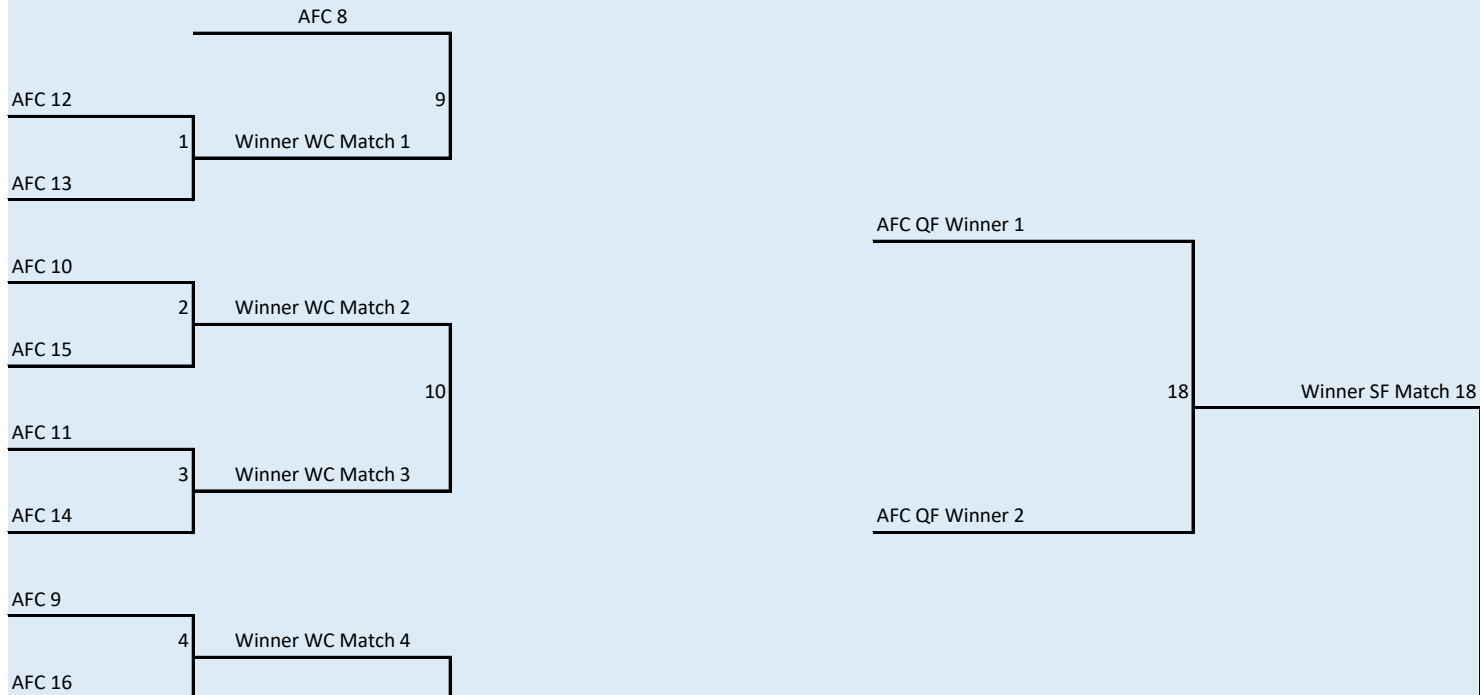 AFC 8
AFC 12
9
1
Winner WC Match 1
AFC 13
AFC QF Winner 1
AFC 10
2
Winner WC Match 2
AFC 15
10
18
Winner SF Match 18
AFC 11
3
Winner WC Match 3
AFC 14
AFC QF Winner 2
AFC 9
4
Winner WC Match 4
AFC 16